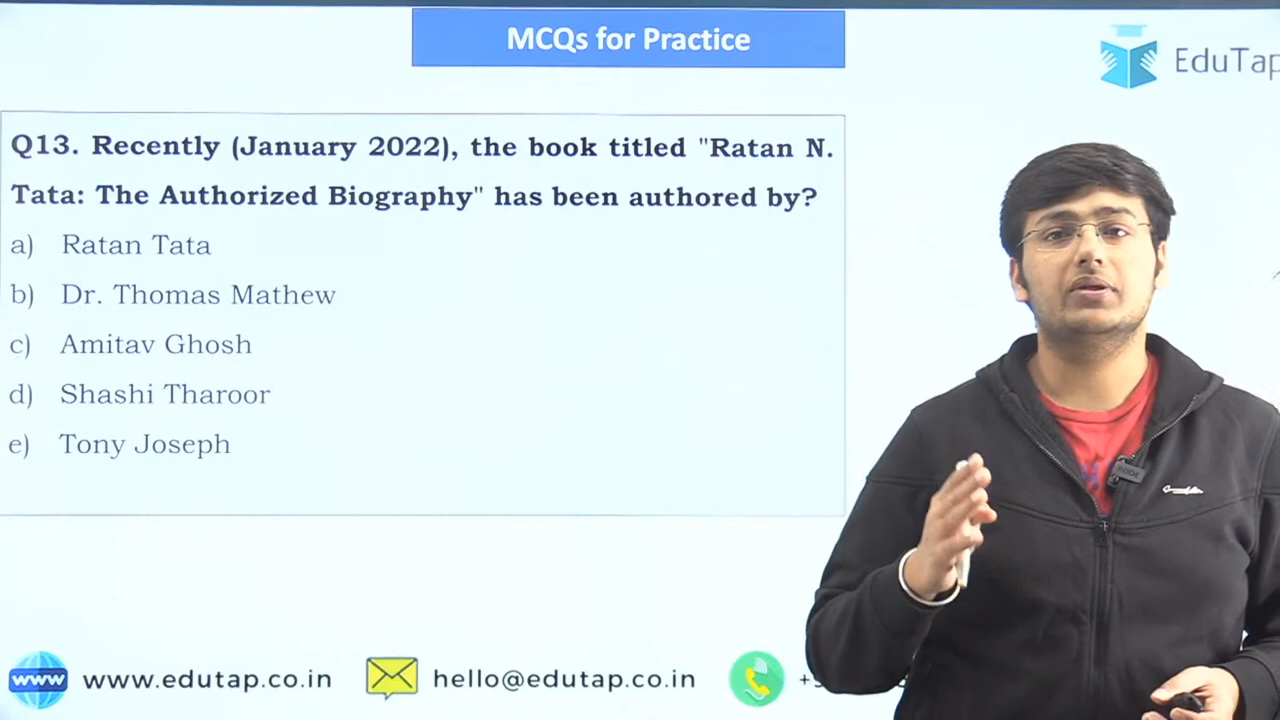 MCQs for Practice
EduTap
Q13. Recently (January 2022), the book titled "Ratan N.
Tata: The Authorized Biography" has been authored by?
a) Ratan Tata
b) Dr. Thomas Mathew
c) Amitav Ghosh
d) Shashi Tharoor
e) Tony Joseph
RODE
www www.edutap.co.in hello@edutap.co.in